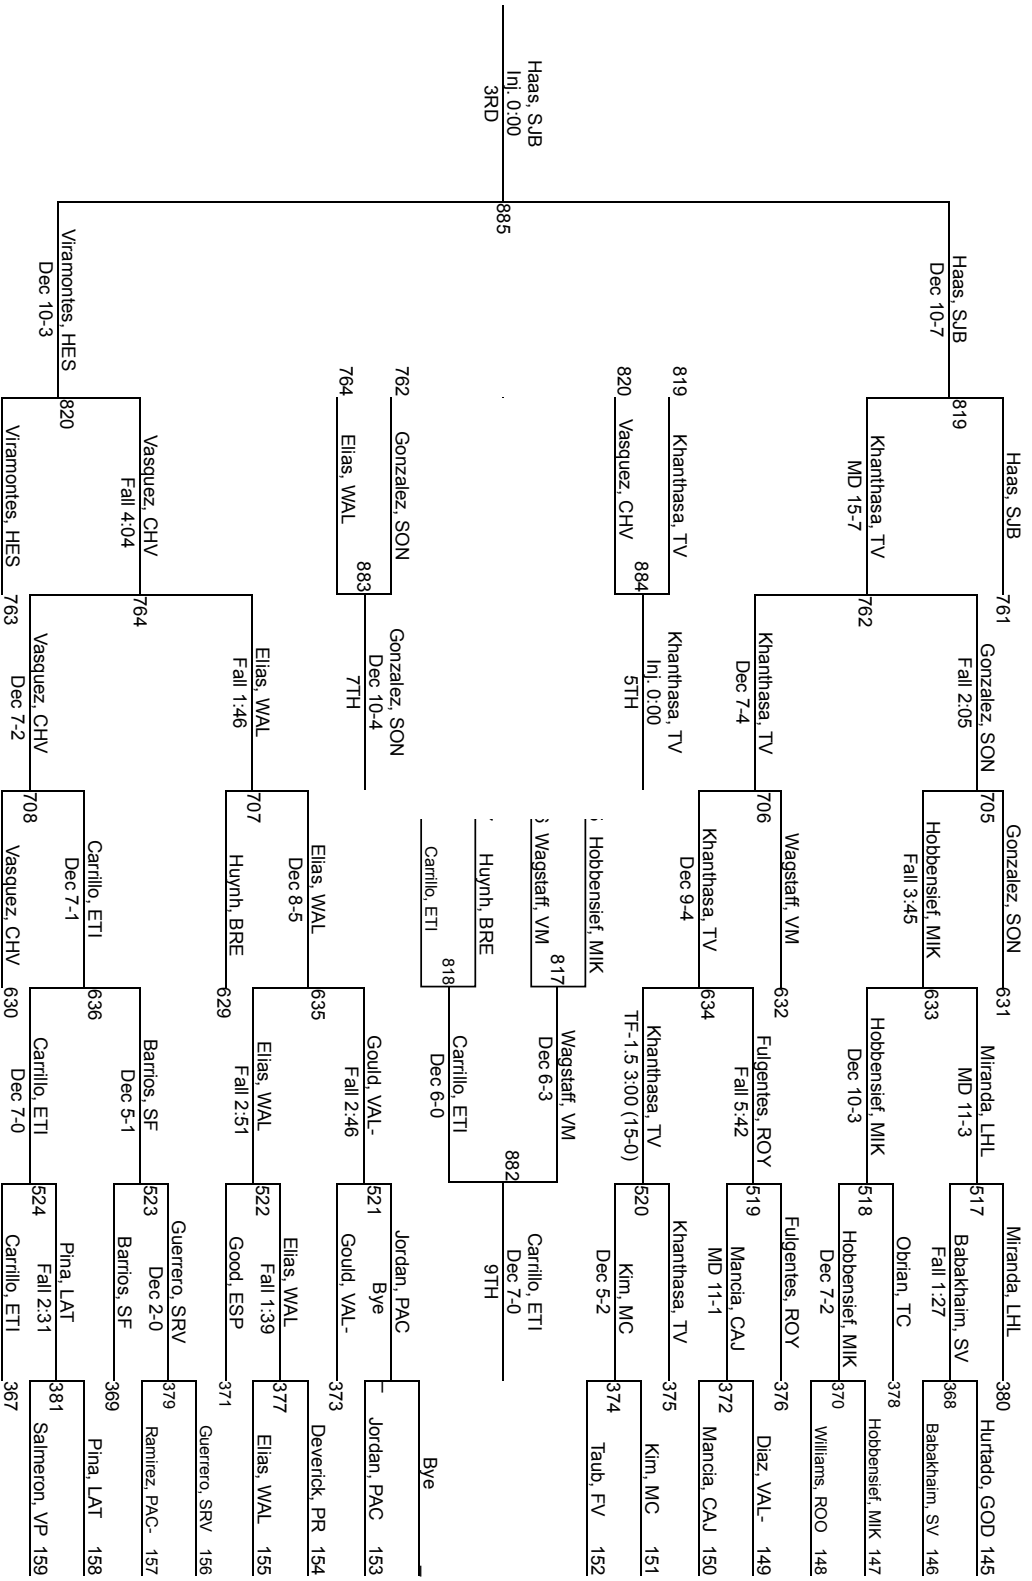 Haas, SJB
Inj. 0:00
3RD
885
Haas, SJB
Dec 10-7
Viramontes, HES
Dec 10-3
Haas, SJB
819
Khanthasa, TV
MD 15-7
819 Khanthasa, TV
820 Vasquez, CHV
762 Gonzalez, SON
764 Elias, WAL
Vasquez, CHV
Fall 4:04
820
Viramontes, HES
761
Gonzalez, SON
Fall 2:05
762
Khanthasa, TV
Dec 7-4
884
Khanthasa, TV
Inj. 0:00
5TH
883
Gonzalez, SON
Dec 10-4
7TH
Elias, WAL
Fall 1:46
764
Vasquez, CHV
Dec 7-2
763
Gonzalez, SON
705
Hobbensief, MIK
Fall 3:45
Wagstaff, VM
706
Khanthasa, TV
Dec 9-4
Hobbensief, MIK
Wagstaff, VM
Huynh, BRE
Carrillo, ETI
Elias, WAL
Dec 8-5
707
Huynh, BRE
Carrillo, ETI
Dec 7-1
708
Vasquez, CHV
631
Miranda, LHL
MD 11-3
633
Hobbensief, MIK
Dec 10-3
632
Fulgentes, ROY
Fall 5:42
634
Khanthasa, TV
TF-1.5 3:00 (15-0)
817
Wagstaff, VM
Dec 6-3
818
Carrillo, ETI
Dec 6-0
Gould, VAL-
Fall 2:46
635
Elias, WAL
Fall 2:51
629
Barrios, SF
Dec 5-1
636
Carrillo, ETI
Dec 7-0
630
Miranda, LHL
517
Babakhaim, SV
Fall 1:27
Obrian, TC
518
Hobbensief, MIK
Dec 7-2
Fulgentes, ROY
519
Mancia, CAJ
MD 11-1
Khanthasa, TV
520
Kim, MC
Dec 5-2
882
Carrillo, ETI
Dec 7-0
9TH
Jordan, PAC
Bye
521
Gould, VAL-
Elias, WAL
Fall 1:39
522
Good, ESP
Guerrero, SRV
Dec 2-0
523
Barrios, SF
Pina, LAT
Fall 2:31
524
Carrillo, ETI
380
Hurtado, GOD 145
368
Babakhaim, SV 146
378
Hobbensief, MIK 147
370
Williams, ROO 148
376
Diaz, VAL- 149
372
Mancia, CAJ 150
375
Kim, MC 151
374
Taub, FV 152
Bye
Jordan, PAC 153
373
Deverick, PR 154
377
Elias, WAL 155
371
Guerrero, SRV 156
379
Ramirez, PAC- 157
369
Pina, LAT 158
381
Salmeron, VP 159
367